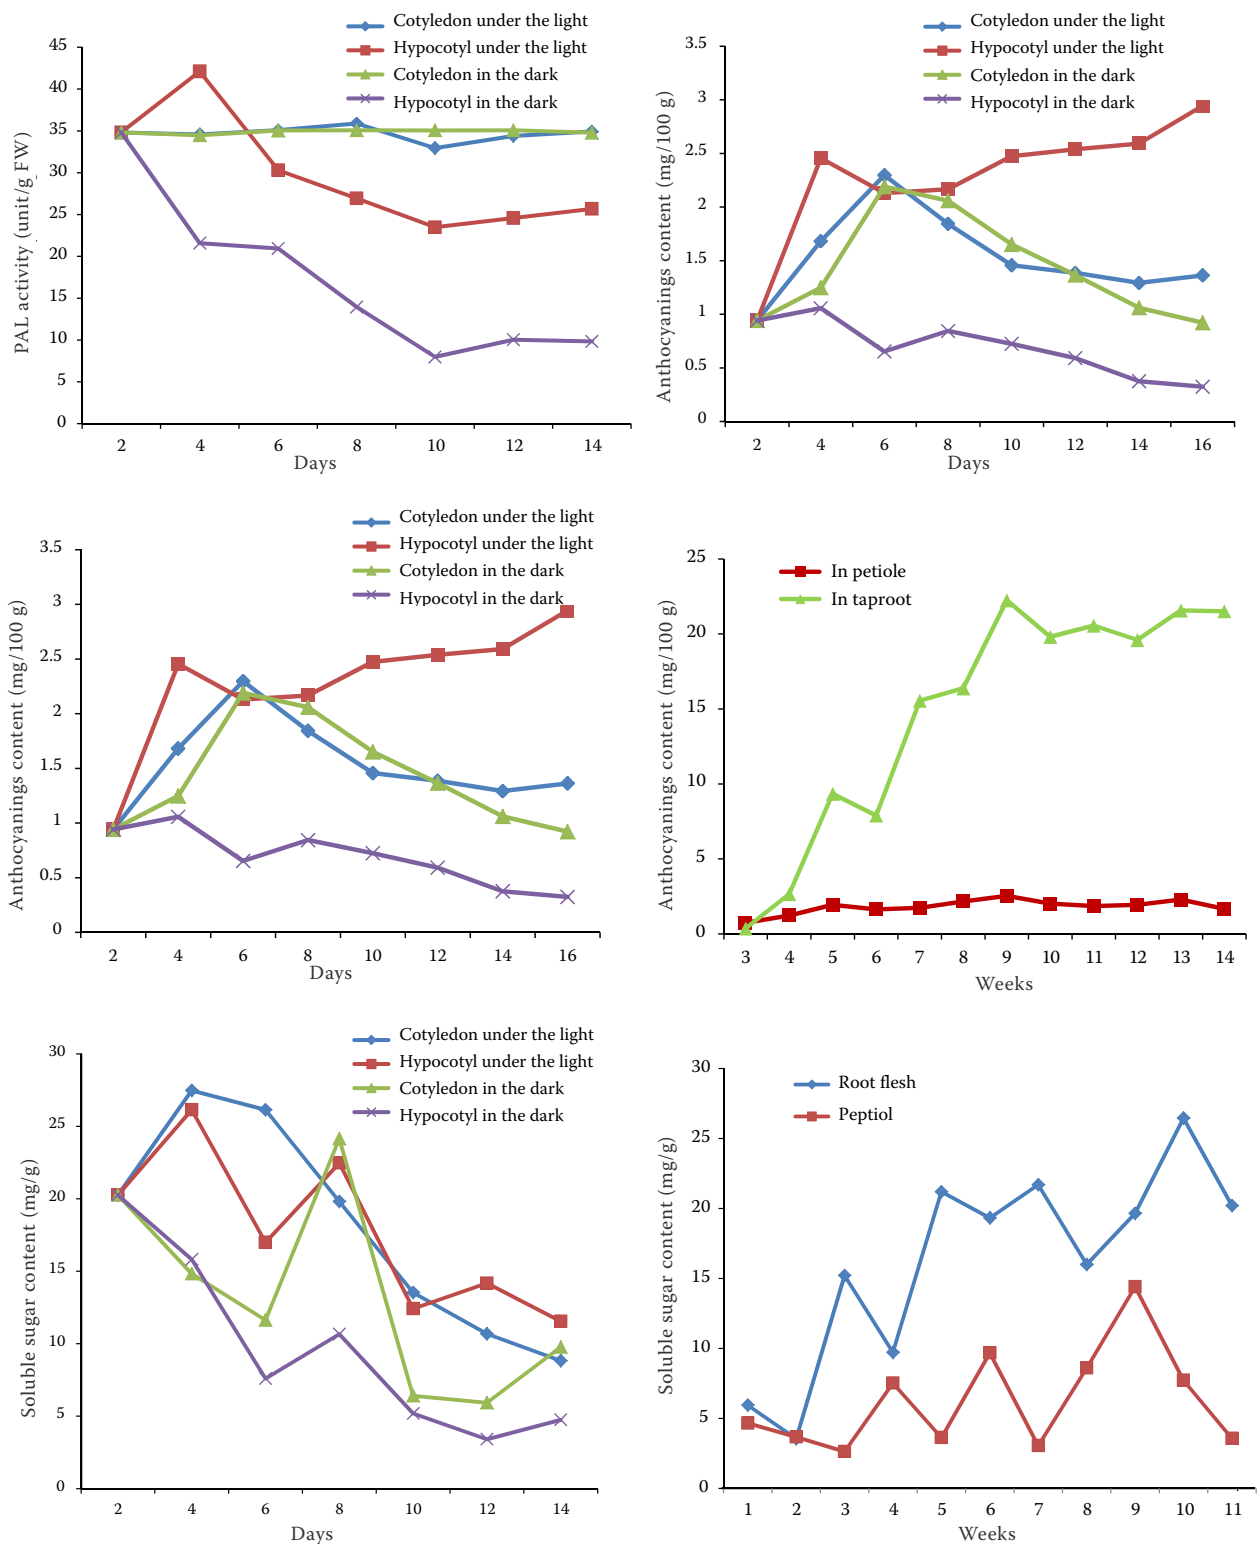 Cotyledon under the light
Hypocotyl under the light
Cotyledon in the dark
Hypocotyl in the dark
45
40
35
30
25
20
15
10
5
0
PAL activity (unit/g FW)
2 4 6 8 10 12 14
Days
Cotyledon under the light
Hypocotyl under the light
Cotyledon in the dark
Hypocotyl in the dark
3.5
3
2.5
2
1.5
1
0.5
0
Anthocyanings content (mg/100 g)
2 4 6 8 10 12 14 16
Days
Cotyledon under the light
Hypocotyl under the light
Cotyledon in the dark
Hypocotyl in the dark
3.5
3
2.5
2
1.5
1
0.5
0
Anthocyanings content (mg/100 g)
2 4 6 8 10 12 14 16
Days
In petiole
In taproot
25
20
15
10
5
0
Anthocyanings content (mg/100 g)
3 4 5 6 7 8 9 10 11 12 13 14
Weeks
Cotyledon under the light
Hypocotyl under the light
Cotyledon in the dark
Hypocotyl in the dark
30
25
20
15
10
5
0
Soluble sugar content (mg/g)
2 4 6 8 10 12 14
Days
Root flesh
Peptiol
30
25
20
15
10
5
0
Soluble sugar content (mg/g)
1 2 3 4 5 6 7 8 9 10 11
Weeks